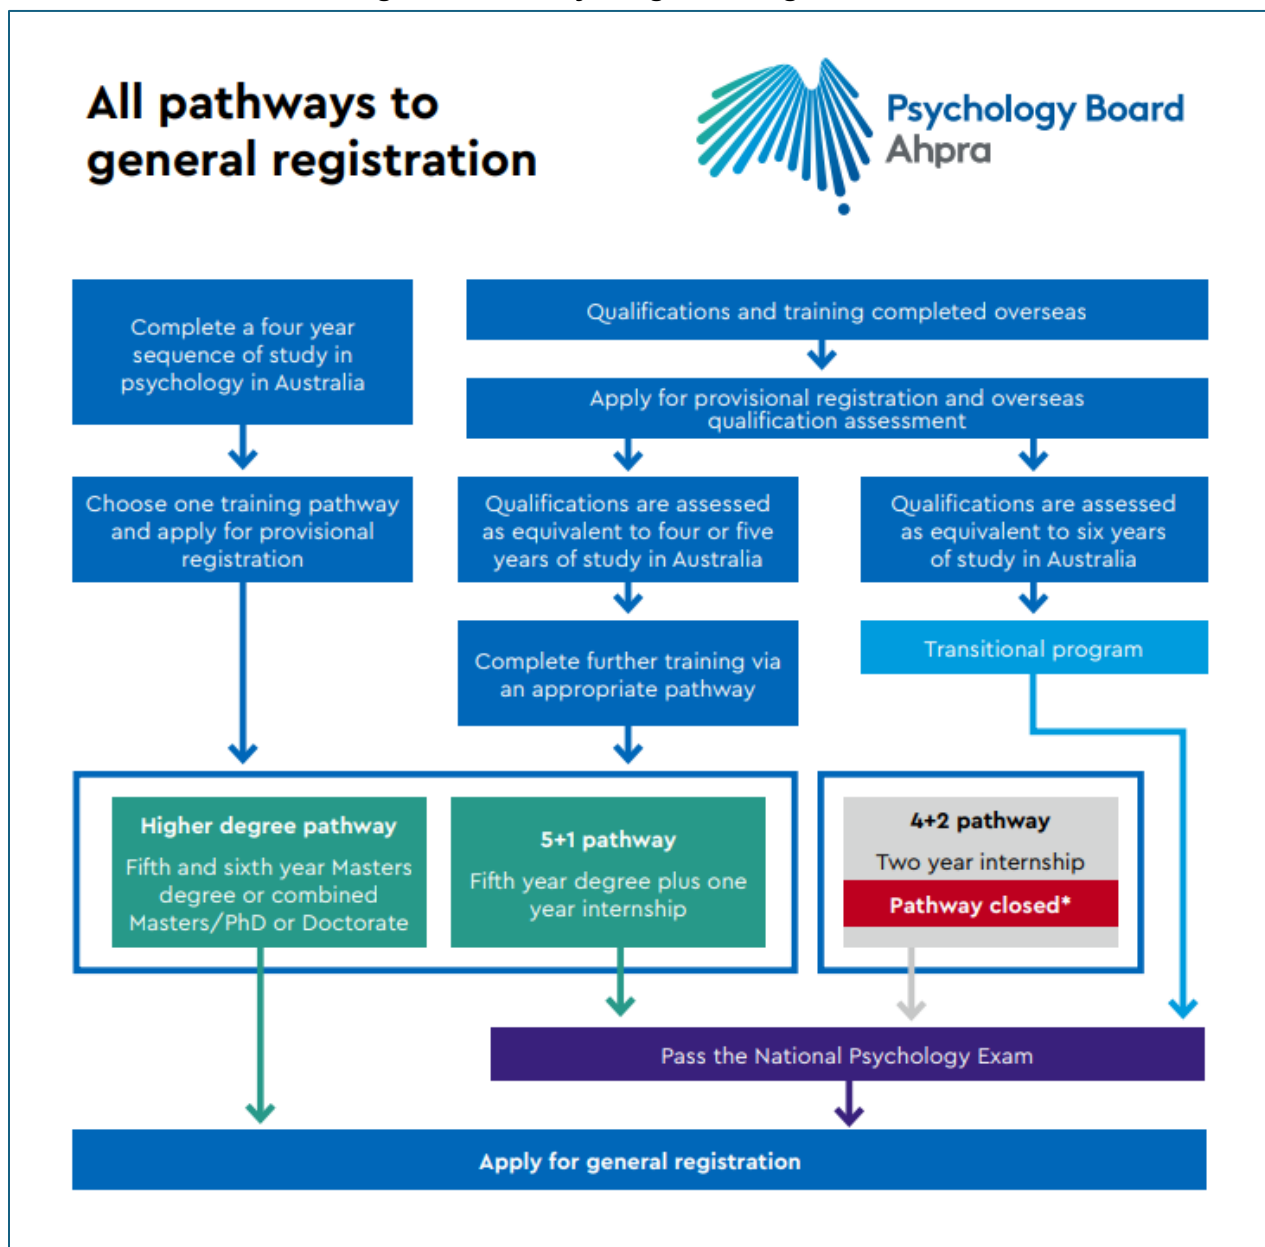 All pathways to
general registration
Psychology Board
Ahpra
Complete a four year
sequence of study in
psychology in Australia
Qualifications and training completed overseas
Apply for provisional registration and overseas
qualification assessment
Choose one training pathway
and apply for provisional
registration
Qualifications are assessed
as equivalent to four or five
years of study in Australia
Qualifications are assessed
as equivalent to six years
of study in Australia
Complete further training via
an appropriate pathway
Transitional program
Higher degree pathway
Fifth and sixth year Masters
degree or combined
Masters/PhD or Doctorate
5+1 pathway
Fifth year degree plus one
year internship
4+2 pathway
Two year internship
Pathway closed*
Pass the National Psychology Exam
Apply for general registration